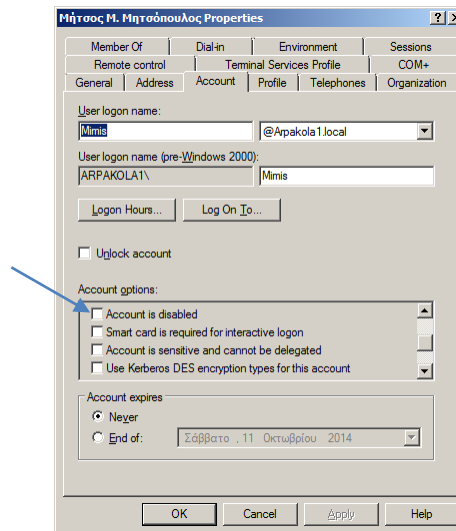 Μήτσος Μ. Μητσόπουλος Properties
Member Of Dial-in Environment Sessions
Remote control Terminal Services Profile COM+
General Address Account Profile Telephones Organization
User logon name:
Mimis @Arpakola1.local
User logon name (pre-Windows 2000):
ARPAKOLA1\ Mimis
Logon Hours... Log On To...
Unlock account
Account options:
Account is disabled
Smart card is required for interactive logon
Account is sensitive and cannot be delegated
Use Kerberos DES encryption types for this account
Account expires
Never
End of: Σάββατο , 11 Οκτωβρίου 2014
OK Cancel Apply Help